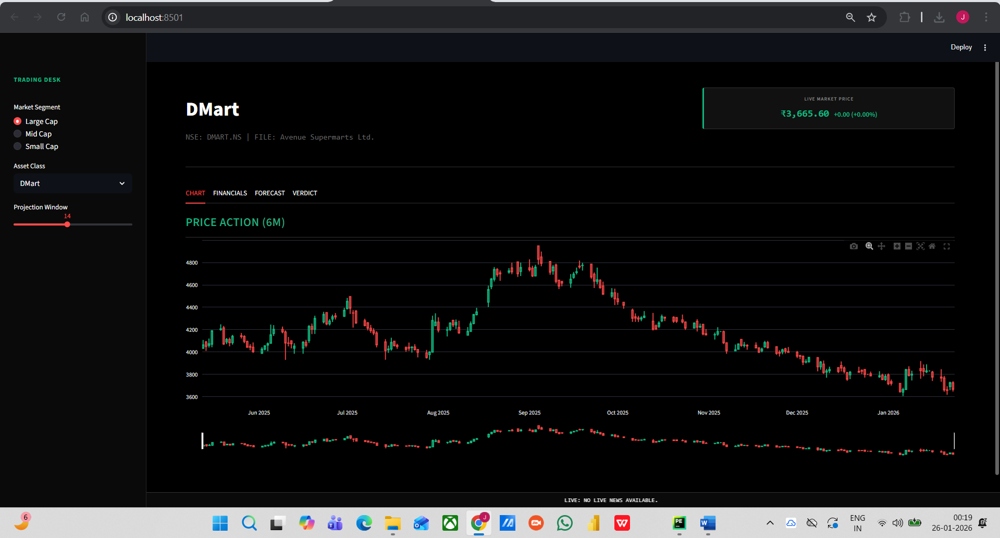 localhost:8501
J
Deploy
TRADING DESK
Market Segment
Large Cap
Mid Cap
Small Cap
Asset Class
DMart
Projection Window
14
DMart
NSE: DMART.NS | FILE: Avenue Supermarts Ltd.
LIVE MARKET PRICE
₹3,665.60 +0.00 (+0.00%)
CHART FINANCIALS FORECAST VERDICT
PRICE ACTION (6M)
4800
4600
4400
4200
4000
3800
3600
Jun 2025 Jul 2025 Aug 2025 Sep 2025 Oct 2025 Nov 2025 Dec 2025 Jan 2026
LIVE: NO LIVE NEWS AVAILABLE.
6
J
Jio
W
PE
W
ENG
IN
00:19
26-01-2026